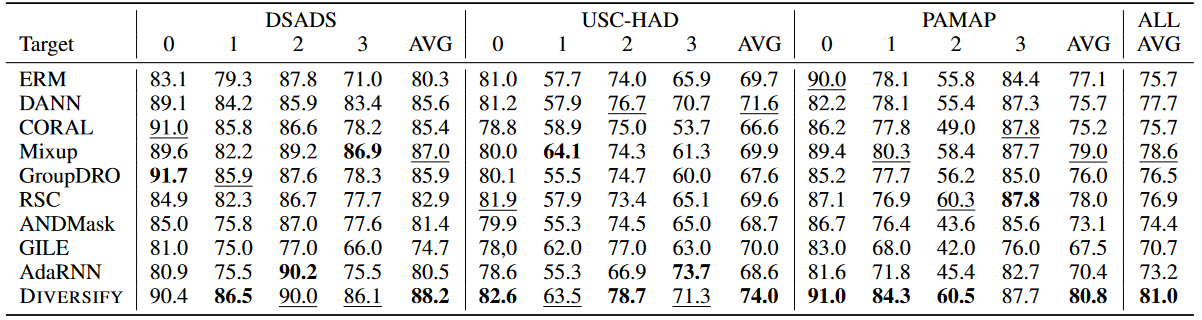 DSADS USC-HAD PAMAP ALL
Target 0 1 2 3 AVG 0 1 2 3 AVG 0 1 2 3 AVG AVG
ERM 83.1 79.3 87.8 71.0 80.3 81.0 57.7 74.0 65.9 69.7 90.0 78.1 55.8 84.4 77.1 75.7
DANN 89.1 84.2 85.9 83.4 85.6 81.2 57.9 76.7 70.7 71.6 82.2 78.1 55.4 87.3 75.7 77.7
CORAL 91.0 85.8 86.6 78.2 85.4 78.8 58.9 75.0 53.7 66.6 86.2 77.8 49.0 87.8 75.2 75.7
Mixup 89.6 82.2 89.2 86.9 87.0 80.0 64.1 74.3 61.3 69.9 89.4 80.3 58.4 87.7 79.0 78.6
GroupDRO 91.7 85.9 87.6 78.3 85.9 80.1 55.5 74.7 60.0 67.6 85.2 77.7 56.2 85.0 76.0 76.5
RSC 84.9 82.3 86.7 77.7 82.9 81.9 57.9 73.4 65.1 69.6 87.1 76.9 60.3 87.8 78.0 76.9
ANDMask 85.0 75.8 87.0 77.6 81.4 79.9 55.3 74.5 65.0 68.7 86.7 76.4 43.6 85.6 73.1 74.4
GILE 81.0 75.0 77.0 66.0 74.7 78,0 62.0 77.0 63.0 70.0 83.0 68.0 42.0 76.0 67.5 70.7
AdaRNN 80.9 75.5 90.2 75.5 80.5 78.6 55.3 66.9 73.7 68.6 81.6 71.8 45.4 82.7 70.4 73.2
DIVERSIFY 90.4 86.5 90.0 86.1 88.2 82.6 63.5 78.7 71.3 74.0 91.0 84.3 60.5 87.7 80.8 81.0